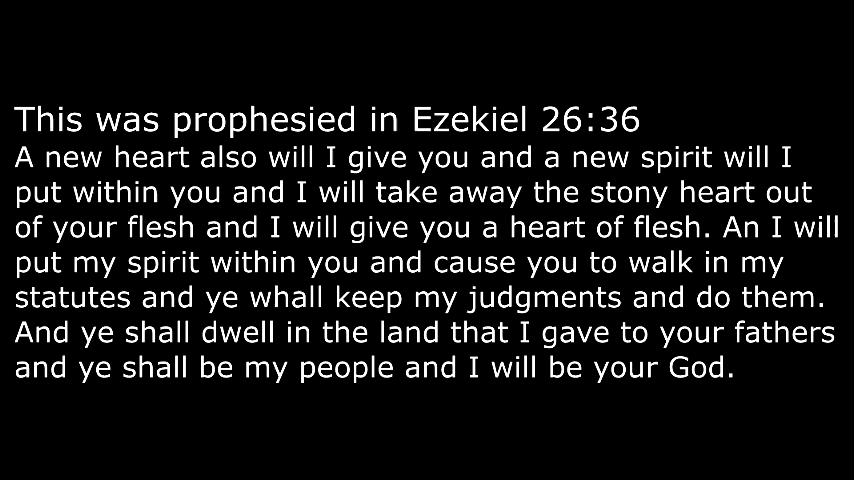 This was prophesied in Ezekiel 26:36
A new heart also will I give you and a new spirit will I
put within you and I will take away the stony heart out
of your flesh and I will give you a heart of flesh. An I will
put my spirit within you and cause you to walk in my
statutes and ye whall keep my judgments and do them.
And ye shall dwell in the land that I gave to your fathers
and ye shall be my people and I will be your God.